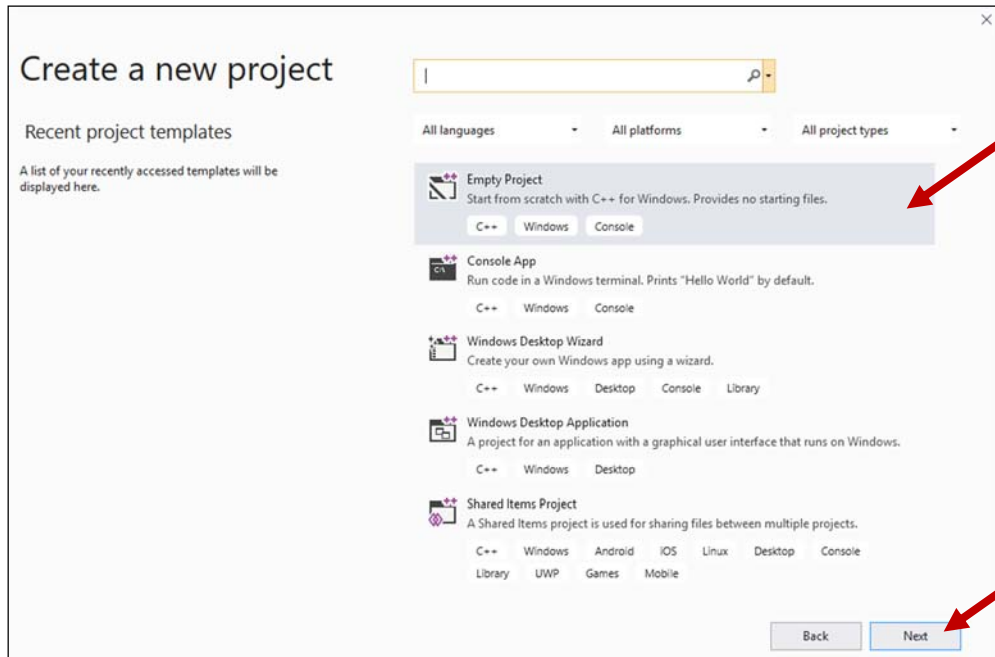 Create a new project
Recent project templates
A list of your recently accessed templates will be
displayed here.
All languages All platforms All project types
Empty Project
Start from scratch with C++ for Windows. Provides no starting files.
C++ Windows Console
Console App
Run code in a Windows terminal. Prints "Hello World" by default.
C++ Windows Console
Windows Desktop Wizard
Create your own Windows app using a wizard.
C++ Windows Desktop Console Library
Windows Desktop Application
A project for an application with a graphical user interface that runs on Windows.
C++ Windows Desktop
Shared Items Project
A Shared Items project is used for sharing files between multiple projects.
C++ Windows Android iOS Linux Desktop Console
Library UWP Games Mobile
Back Next